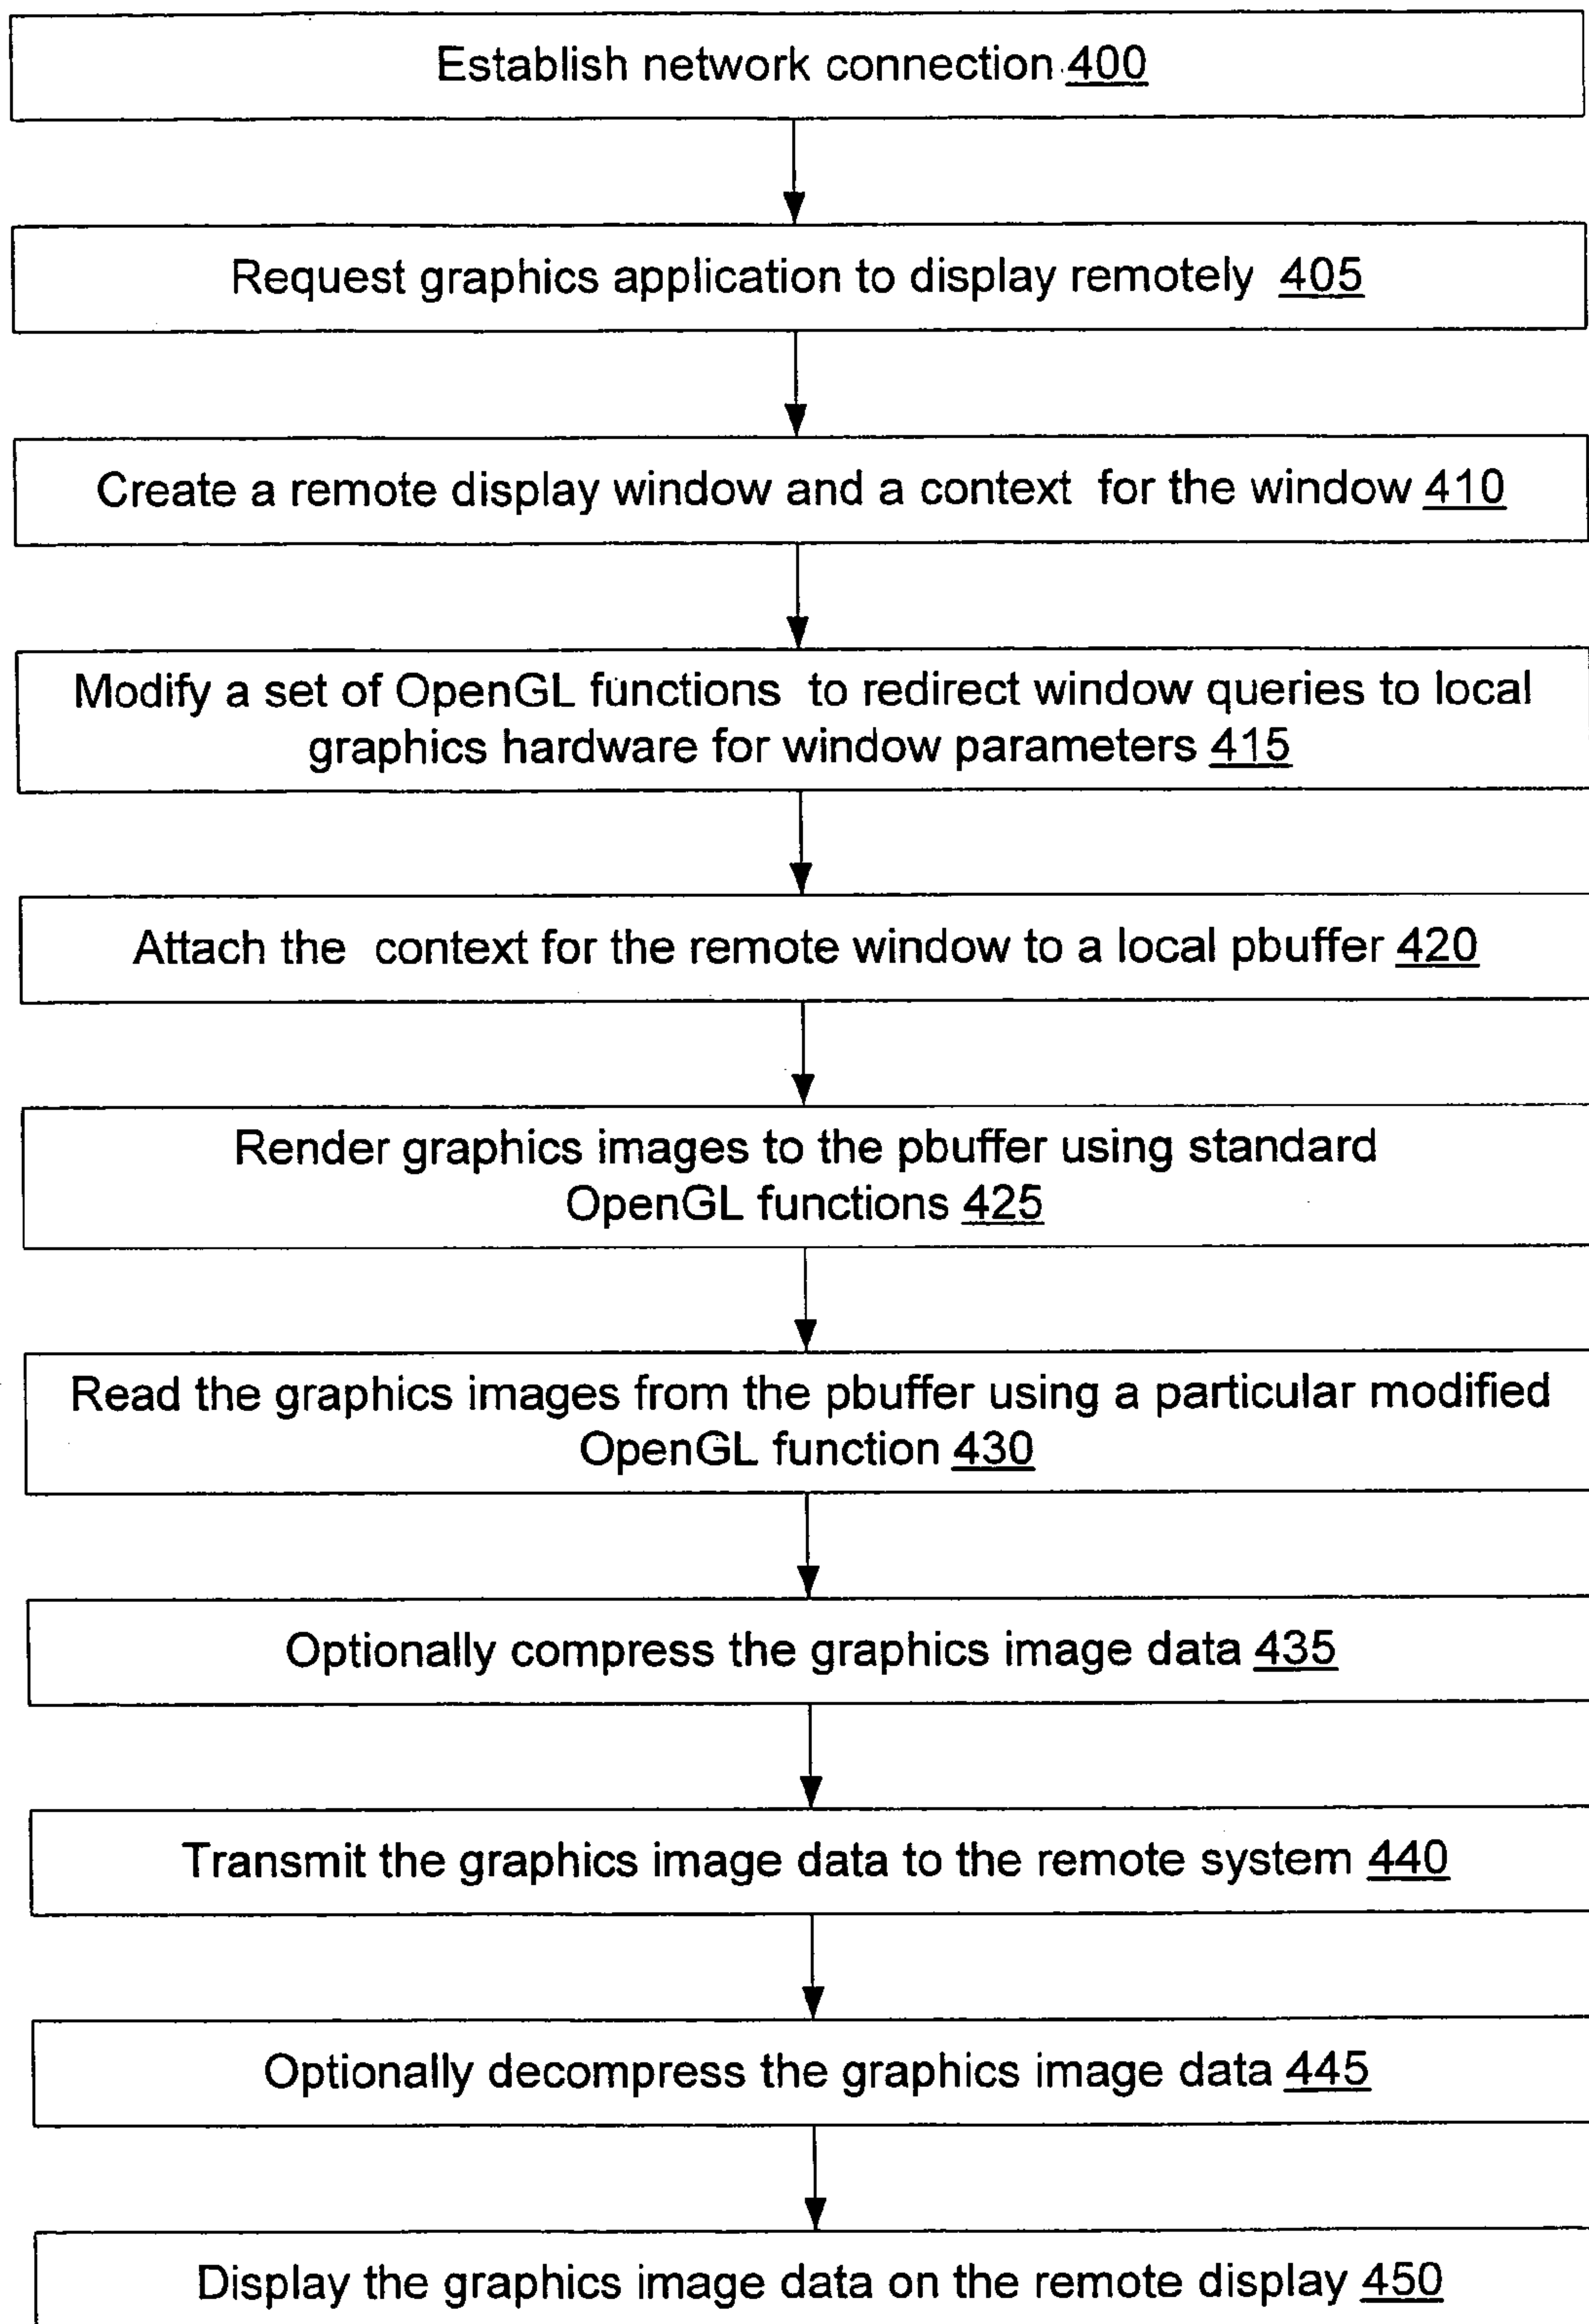 Establish network connection 400
Request graphics application to display remotely 405
Create a remote display window and a context for the window 410
Modify a set of OpenGL functions to redirect window queries to local
graphics hardware for window parameters 415
Attach the context for the remote window to a local pbuffer 420
Render graphics images to the pbuffer using standard
OpenGL functions 425
Read the graphics images from the pbuffer using a particular modified
OpenGL function 430
Optionally compress the graphics image data 435
Transmit the graphics image data to the remote system 440
Optionally decompress the graphics image data 445
Display the graphics image data on the remote display 450